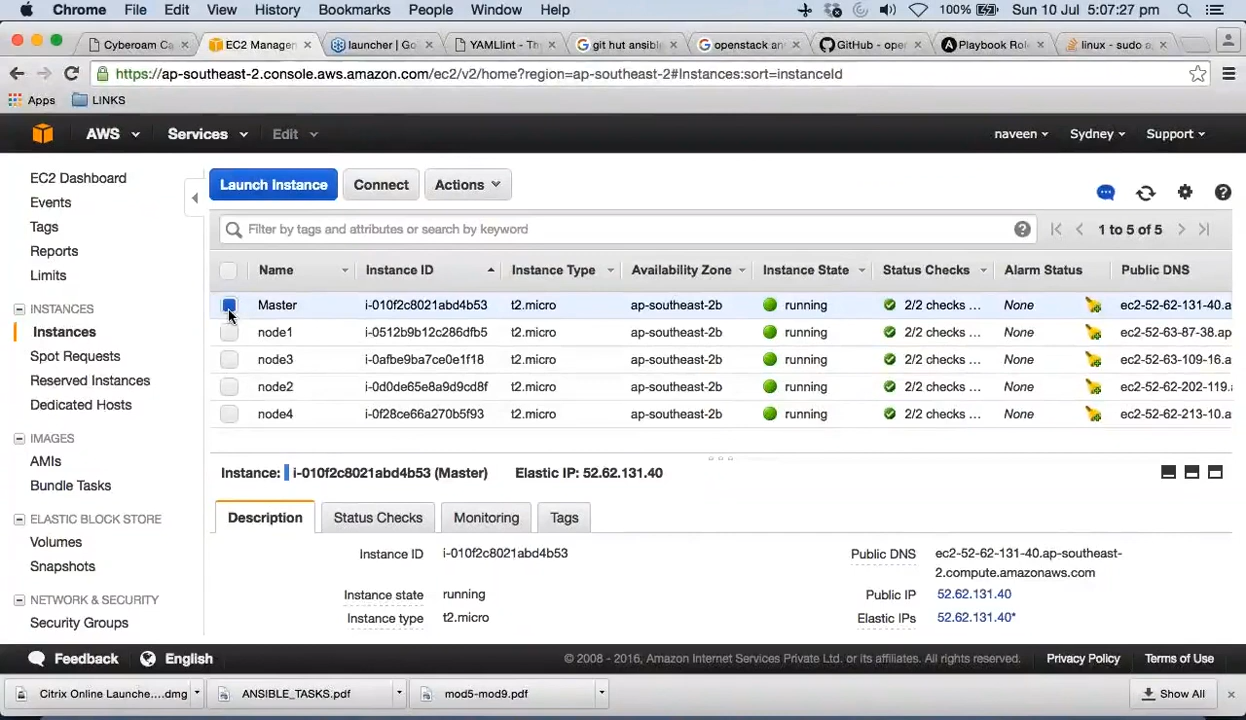 Chrome File Edit View History Bookmarks People Window Help 100% Sun 10 Jul 5:07:27 pm
Cyberoam Ca EC2 Manager launcher | Go YAMLlint - Th git hut ansible openstack an GitHub - oper Playbook Role linux - sudo a
https://ap-southeast-2.console.aws.amazon.com/ec2/v2/home?region=ap-southeast-2#Instances:sort=instanceId
Apps LINKS
AWS Services Edit naveen Sydney Support
EC2 Dashboard
Events
Tags
Reports
Limits
INSTANCES
Instances
Spot Requests
Reserved Instances
Dedicated Hosts
IMAGES
AMIs
Bundle Tasks
ELASTIC BLOCK STORE
Volumes
Snapshots
NETWORK & SECURITY
Security Groups
Launch Instance Connect Actions
Filter by tags and attributes or search by keyword 1 to 5 of 5
Name Instance ID Instance Type Availability Zone Instance State Status Checks Alarm Status Public DNS
Master i-010f2c8021abd4b53 t2.micro ap-southeast-2b running 2/2 checks ... None ec2-52-62-131-40.a
node1 i-0512b9b12c286dfb5 t2.micro ap-southeast-2b running 2/2 checks ... None ec2-52-63-87-38.ap
node3 i-0afbe9ba7ce0e1f18 t2.micro ap-southeast-2b running 2/2 checks ... None ec2-52-63-109-16.a
node2 i-0d0de65e8a9d9cd8f t2.micro ap-southeast-2b running 2/2 checks ... None ec2-52-62-202-119.
node4 i-0f28ce66a270b5f93 t2.micro ap-southeast-2b running 2/2 checks ... None ec2-52-62-213-10.a
Instance: i-010f2c8021abd4b53 (Master) Elastic IP: 52.62.131.40
Description Status Checks Monitoring Tags
Instance ID i-010f2c8021abd4b53
Instance state running
Instance type t2.micro
Public DNS ec2-52-62-131-40.ap-southeast-
2.compute.amazonaws.com
Public IP 52.62.131.40
Elastic IPs 52.62.131.40*
Feedback English © 2008 - 2016, Amazon Internet Services Private Ltd. or its affiliates. All rights reserved. Privacy Policy Terms of Use
Citrix Online Launche....dmg ANSIBLE_TASKS.pdf mod5-mod9.pdf Show All